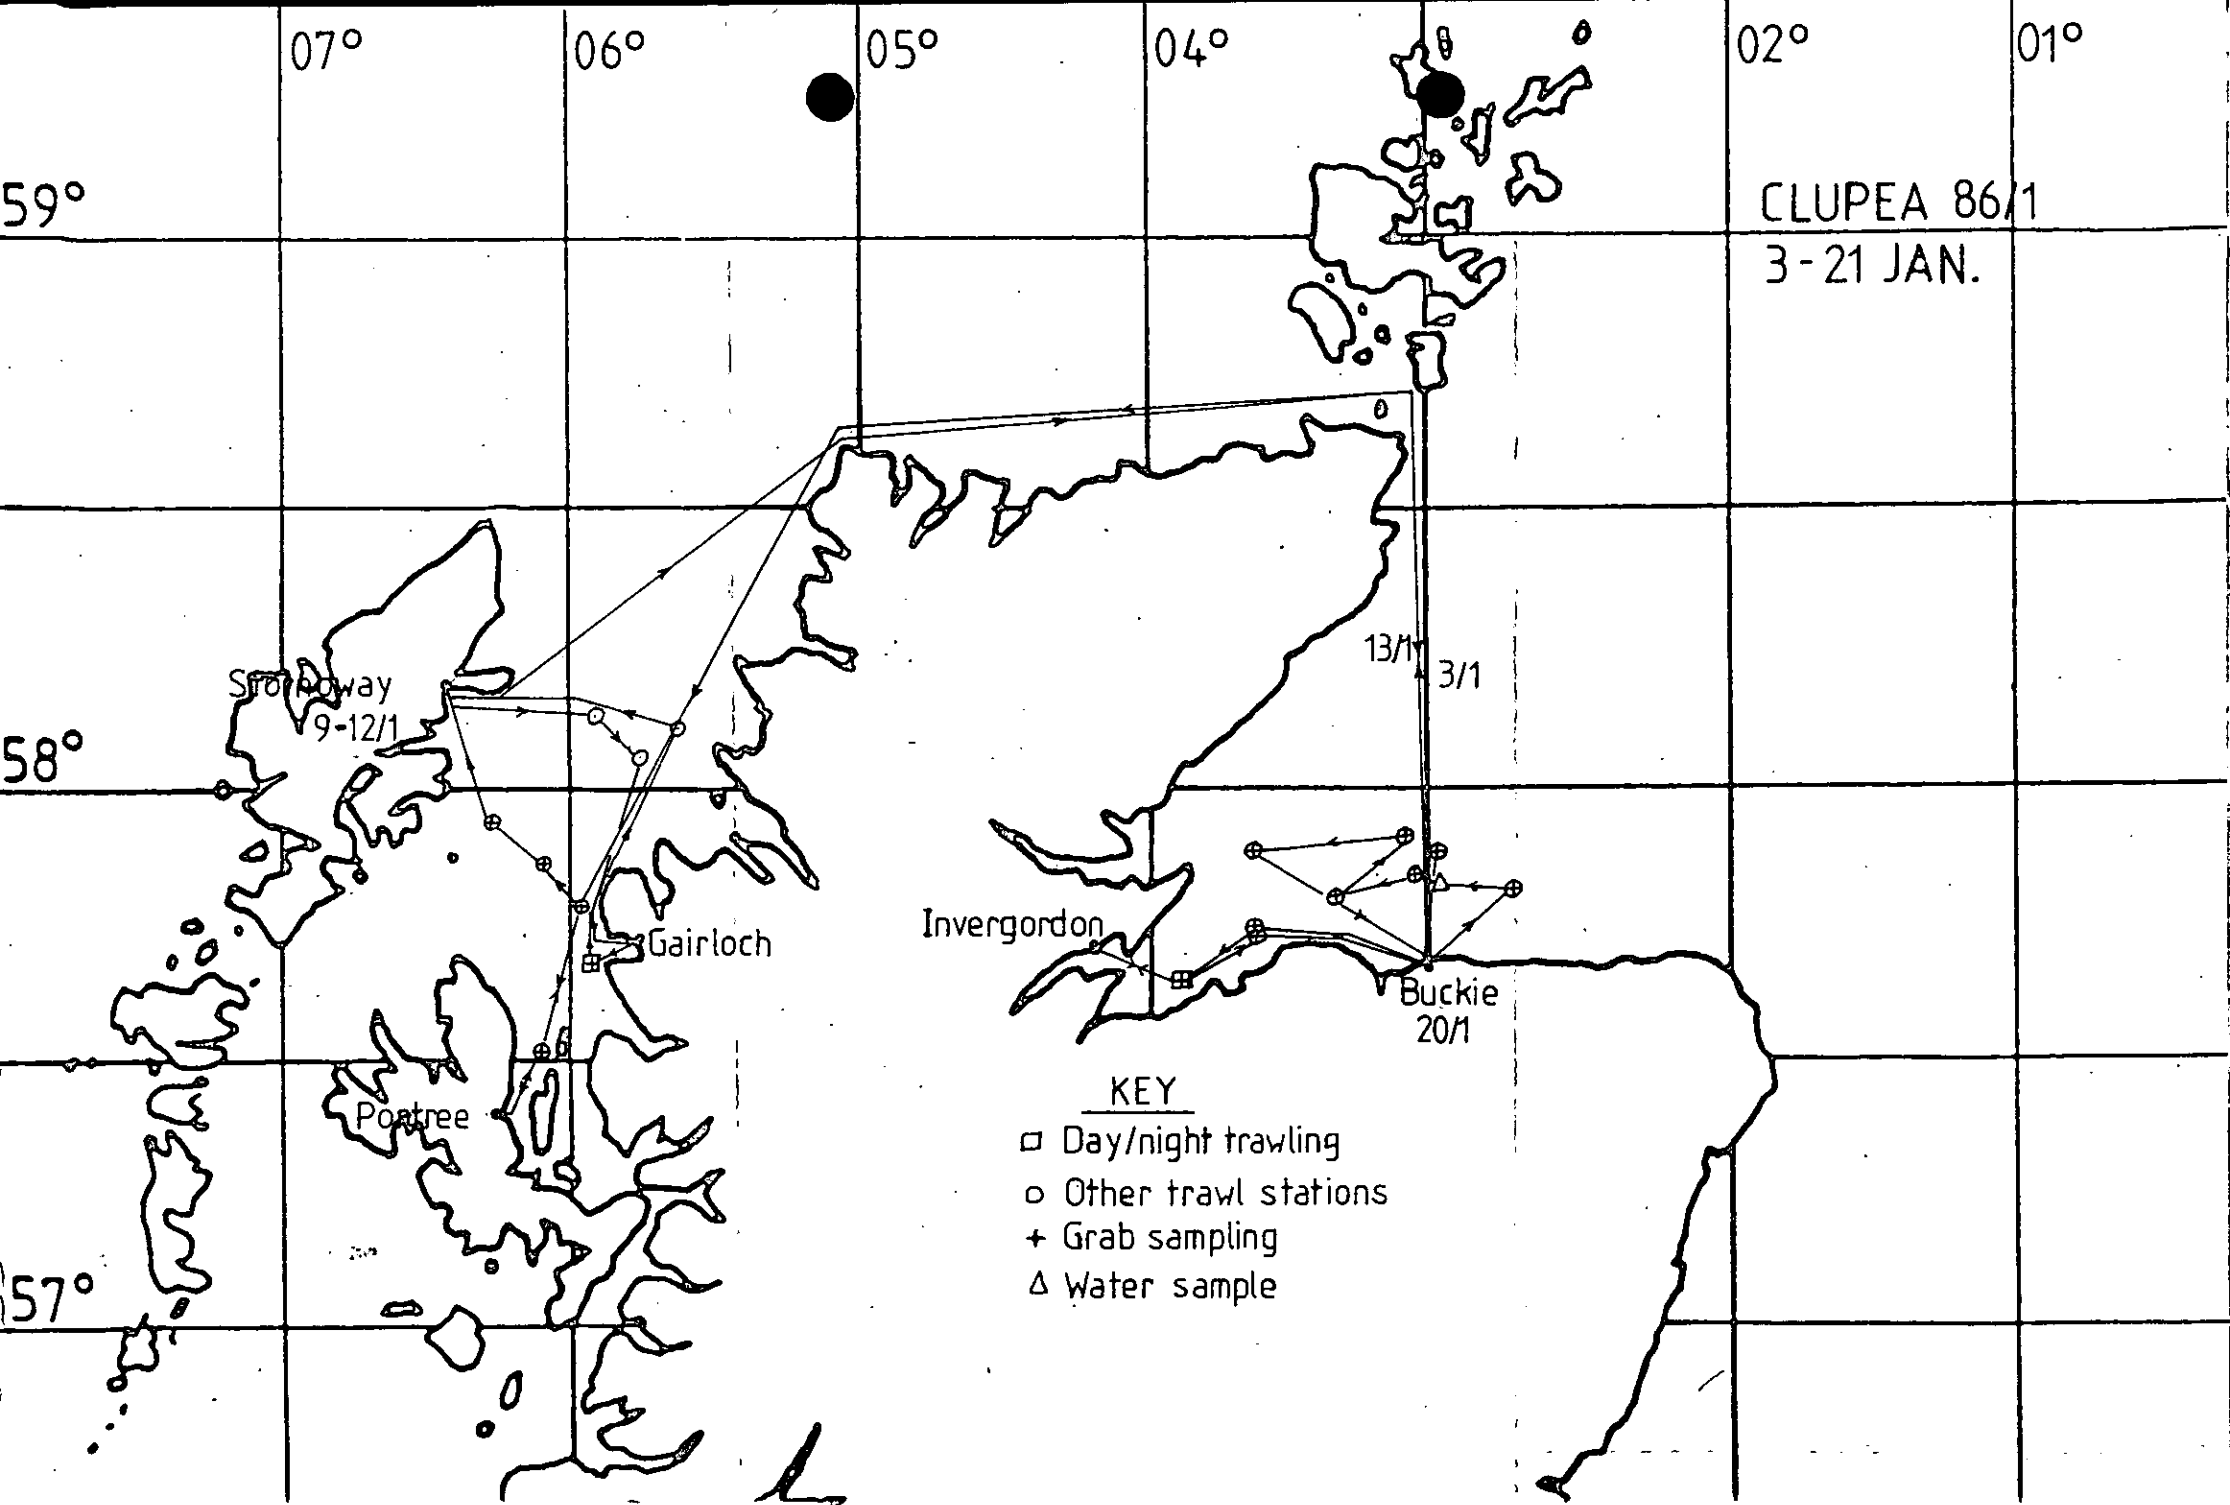 07°
06°
05°
04°
02°
01°
59°
CLUPEA 86/1
3-21 JAN.
13/1
3/1
Stornoway
9-12/1
58°
Invergordon
Gairloch
Buckie
20/1
Portree
KEY
Day/night trawling
Other trawl stations
+ Grab sampling
Δ Water sample
57°